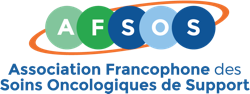 AFSOS
Association Francophone des
Soins Oncologiques de Support